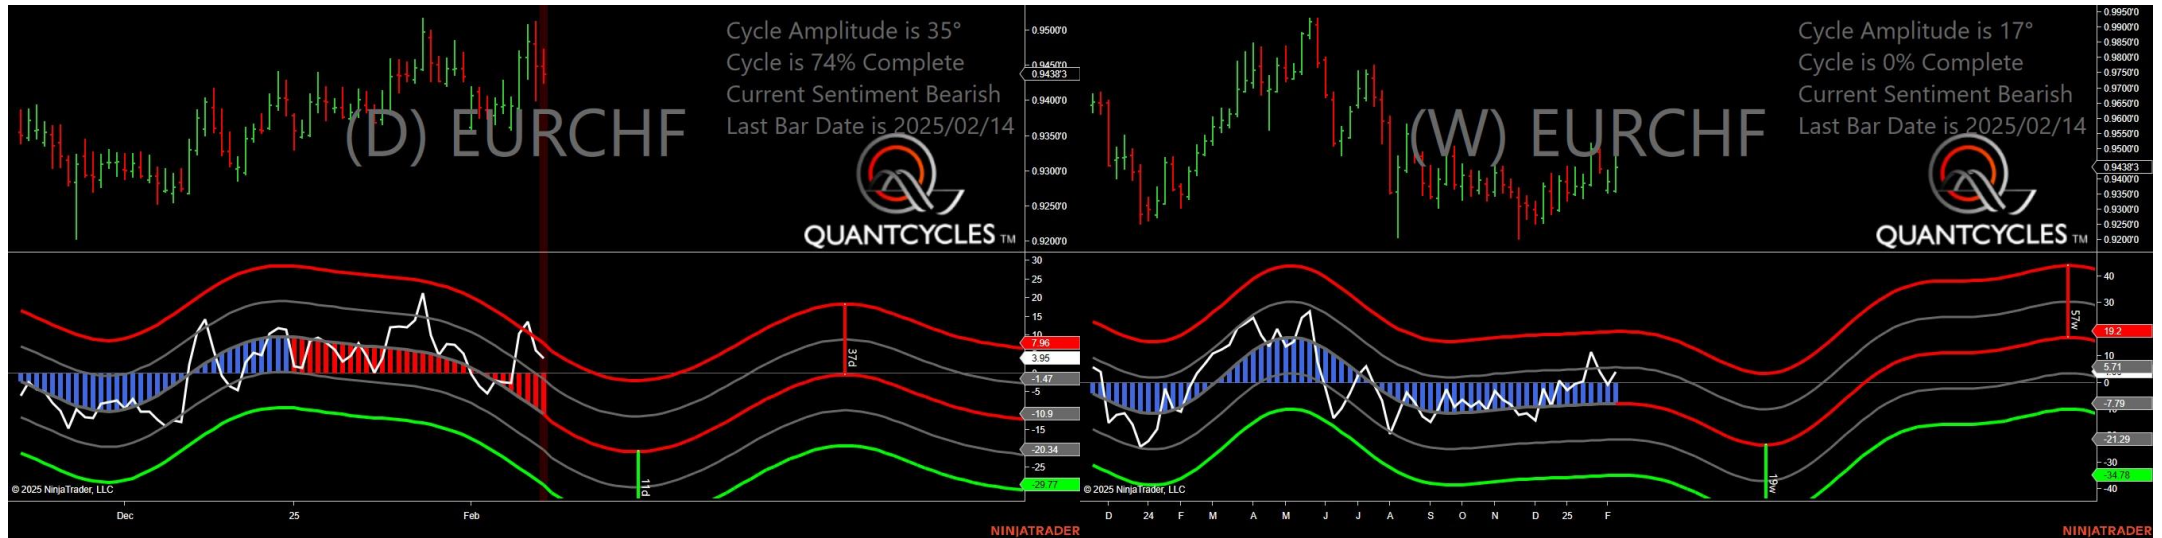 Cycle Amplitude is 35°
Cycle is 74% Complete
Current Sentiment Bearish
Last Bar Date is 2025/02/14
(D) EURCHF
QUANTCYCLES TM
0.9500'0
0.9450'0
0.9438'3
0.9400'0
0.9350'0
0.9300'0
0.9250'0
0.9200'0
30
25
20
15
10
7.96
3.95
0
-1.47
-5
-10.9
-15
-20.34
-25
-29.77
37d
11d
© 2025 NinjaTrader, LLC
Dec
25
Feb
NINJATRADER
Cycle Amplitude is 17°
Cycle is 0% Complete
Current Sentiment Bearish
Last Bar Date is 2025/02/14
(W) EURCHF
QUANTCYCLES TM
0.9950'0
0.9900'0
0.9850'0
0.9800'0
0.9750'0
0.9700'0
0.9650'0
0.9600'0
0.9550'0
0.9500'0
0.9438'3
0.9400'0
0.9350'0
0.9300'0
0.9250'0
0.9200'0
40
30
19.2
10
5.71
0
-7.79
-21.29
-30
-34.78
-40
57w
19w
© 2025 NinjaTrader, LLC
D
24
F
M
A
M
J
J
A
S
O
N
D
25
F
NINJATRADER